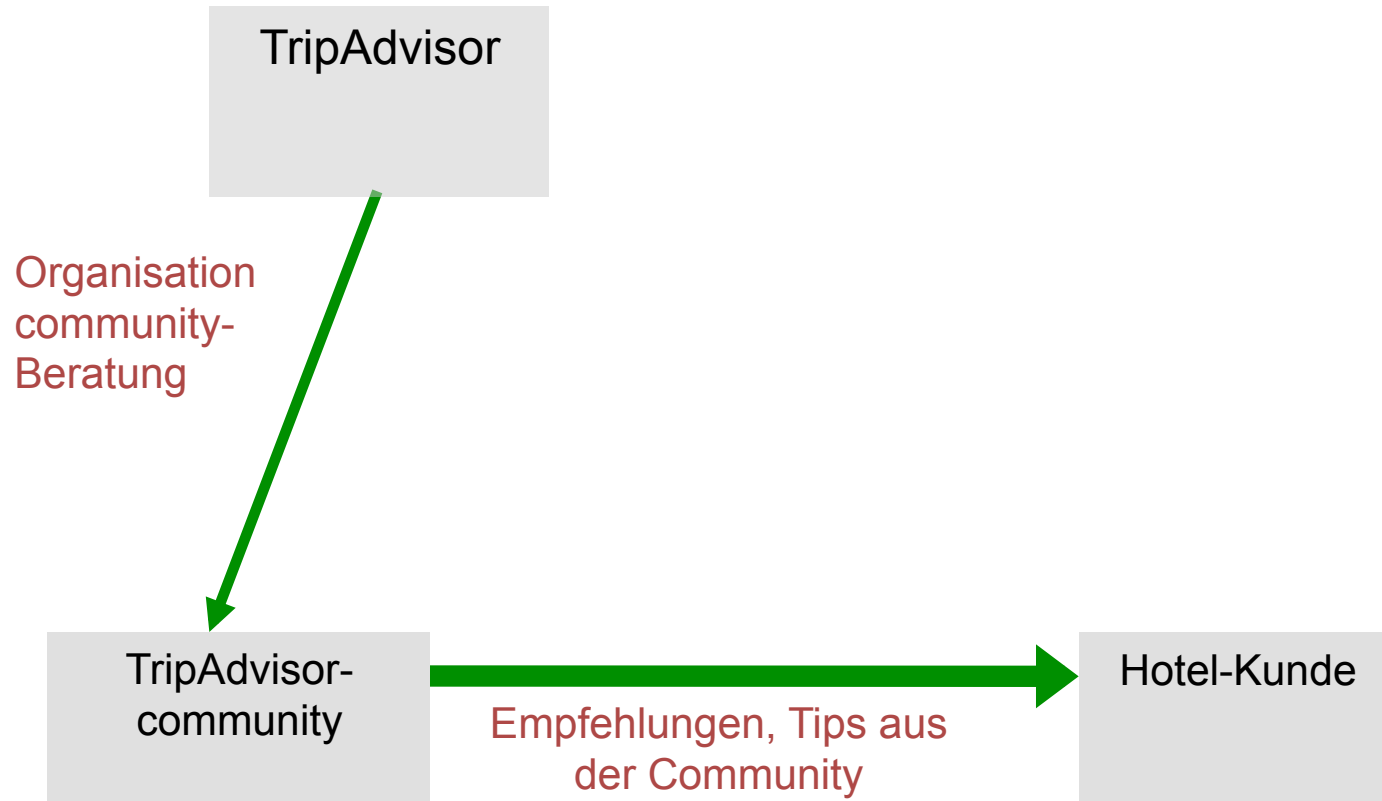 TripAdvisor
Organisation
community-
Beratung
TripAdvisor-
community
Empfehlungen, Tips aus
der Community
Hotel-Kunde